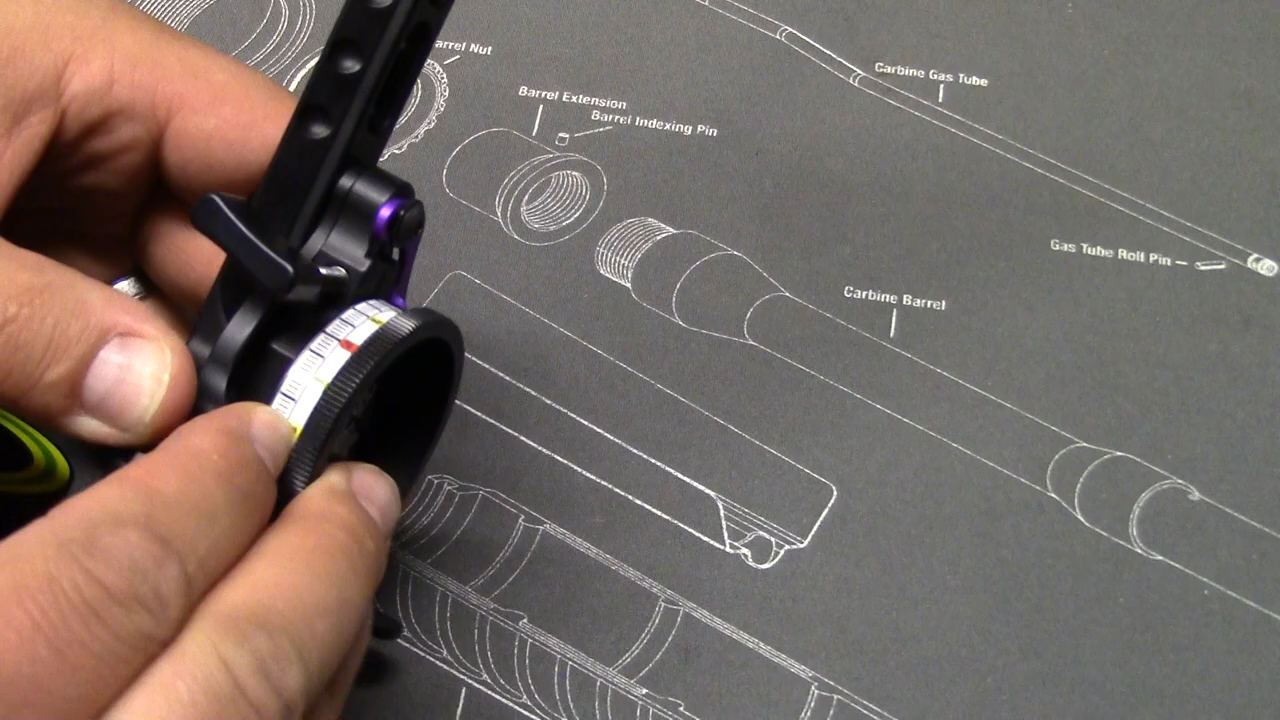 arrel Nut
Barrel Extension
Barrel Indexing Pin
Carbine Gas Tube
Gas Tube Roll Pin
Carbine Barrel